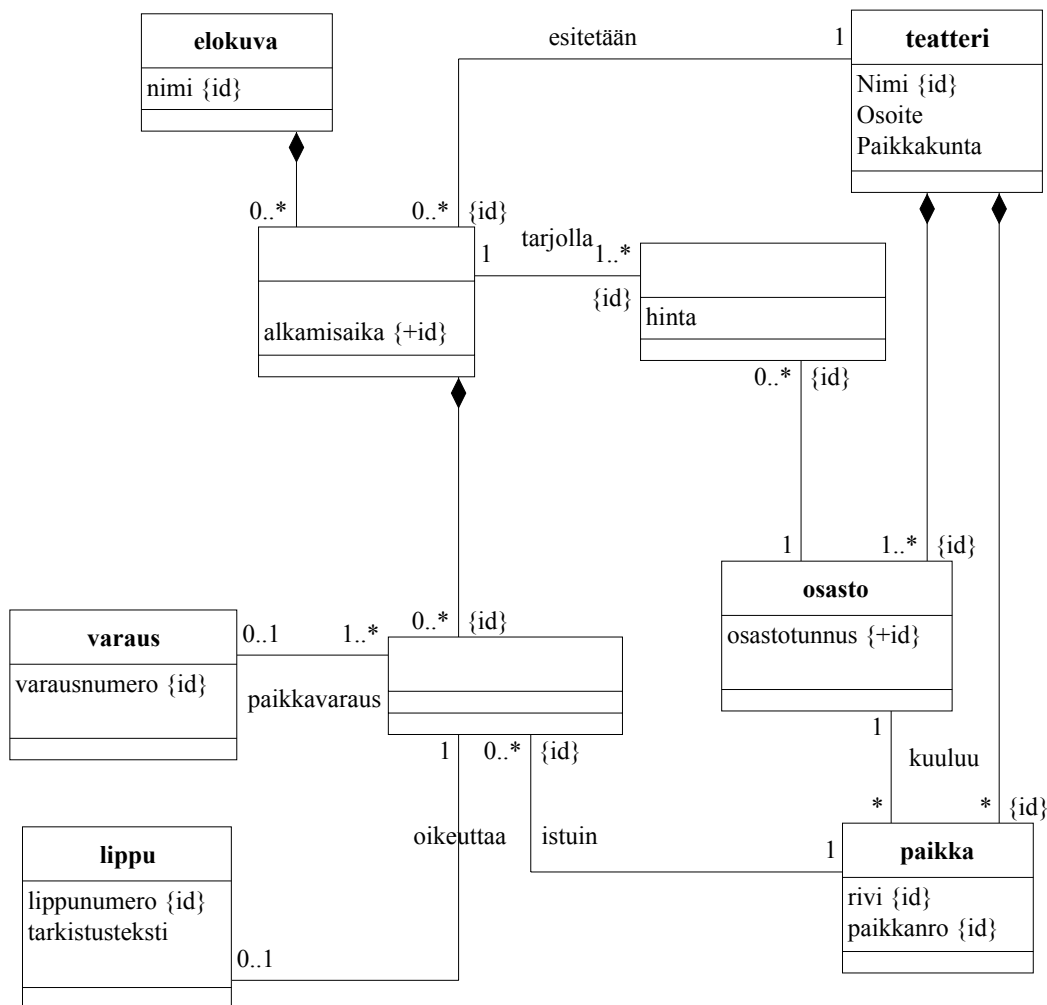 elokuva
nimi {id}
esitetään
1
teatteri
Nimi {id}
Osoite
Paikkakunta
0..*
0..*
{id}
1
tarjolla
1..*
{id}
alkamisaika {+id}
hinta
0..*
{id}
1
1..*
{id}
osasto
osastotunnus {+id}
varaus
varausnumero {id}
0..1
1..*
paikkavaraus
0..*
{id}
1
0..*
{id}
1
kuuluu
*
*
{id}
oikeuttaa
istuin
1
lippu
lippunumero {id}
tarkistusteksti
0..1
paikka
rivi {id}
paikkanro {id}